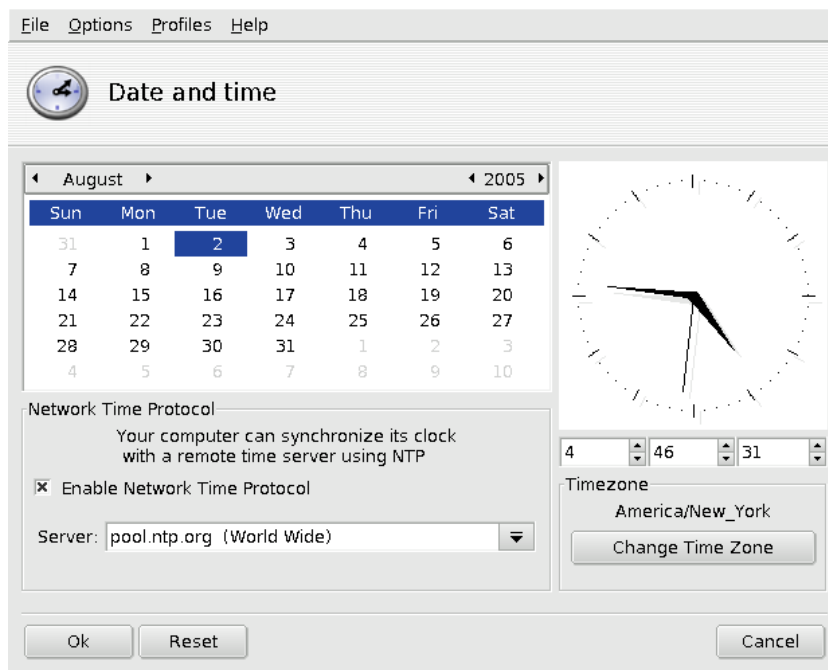 File Options Profiles Help
Date and time
August 2005
Sun Mon Tue Wed Thu Fri Sat
31 1 2 3 4 5 6
7 8 9 10 11 12 13
14 15 16 17 18 19 20
21 22 23 24 25 26 27
28 29 30 31 1 2 3
4 5 6 7 8 9 10
Network Time Protocol
Your computer can synchronize its clock
with a remote time server using NTP
Enable Network Time Protocol
Server: pool.ntp.org (World Wide)
4 46 31
Timezone
America/New_York
Change Time Zone
Ok Reset Cancel